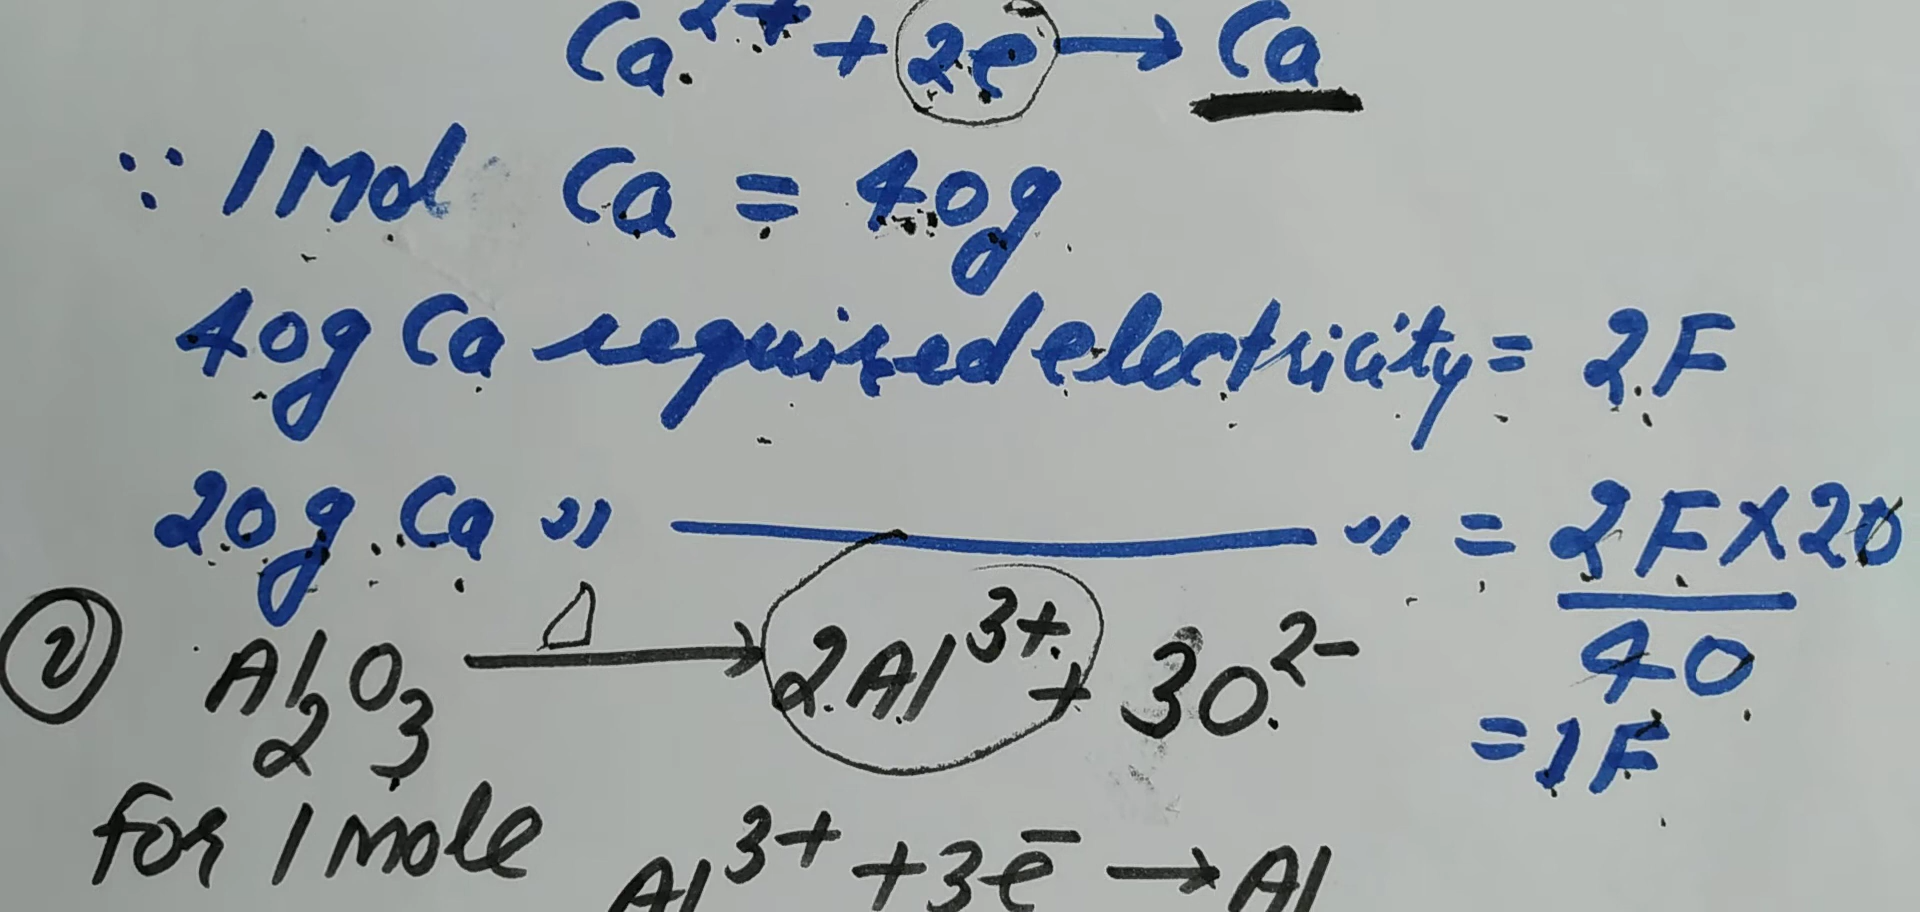 Ca²⁺ + 2e → Ca
∵ 1 Mol Ca = 40g
40g Ca required electricity = 2F
20g Ca " ——— " = 2F×20
40
= 1F
② Al₂O₃ —Δ→ 2Al³⁺ + 3O²⁻
for 1 mole Al³⁺ + 3e⁻ → Al